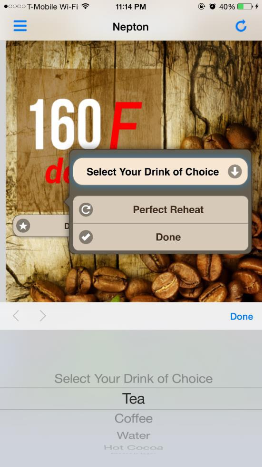 T-Mobile Wi-Fi 11:14 PM 40%
Nepton
160 F
Select Your Drink of Choice
Perfect Reheat
Done
Done
Select Your Drink of Choice
Tea
Coffee
Water
Hot Cocoa